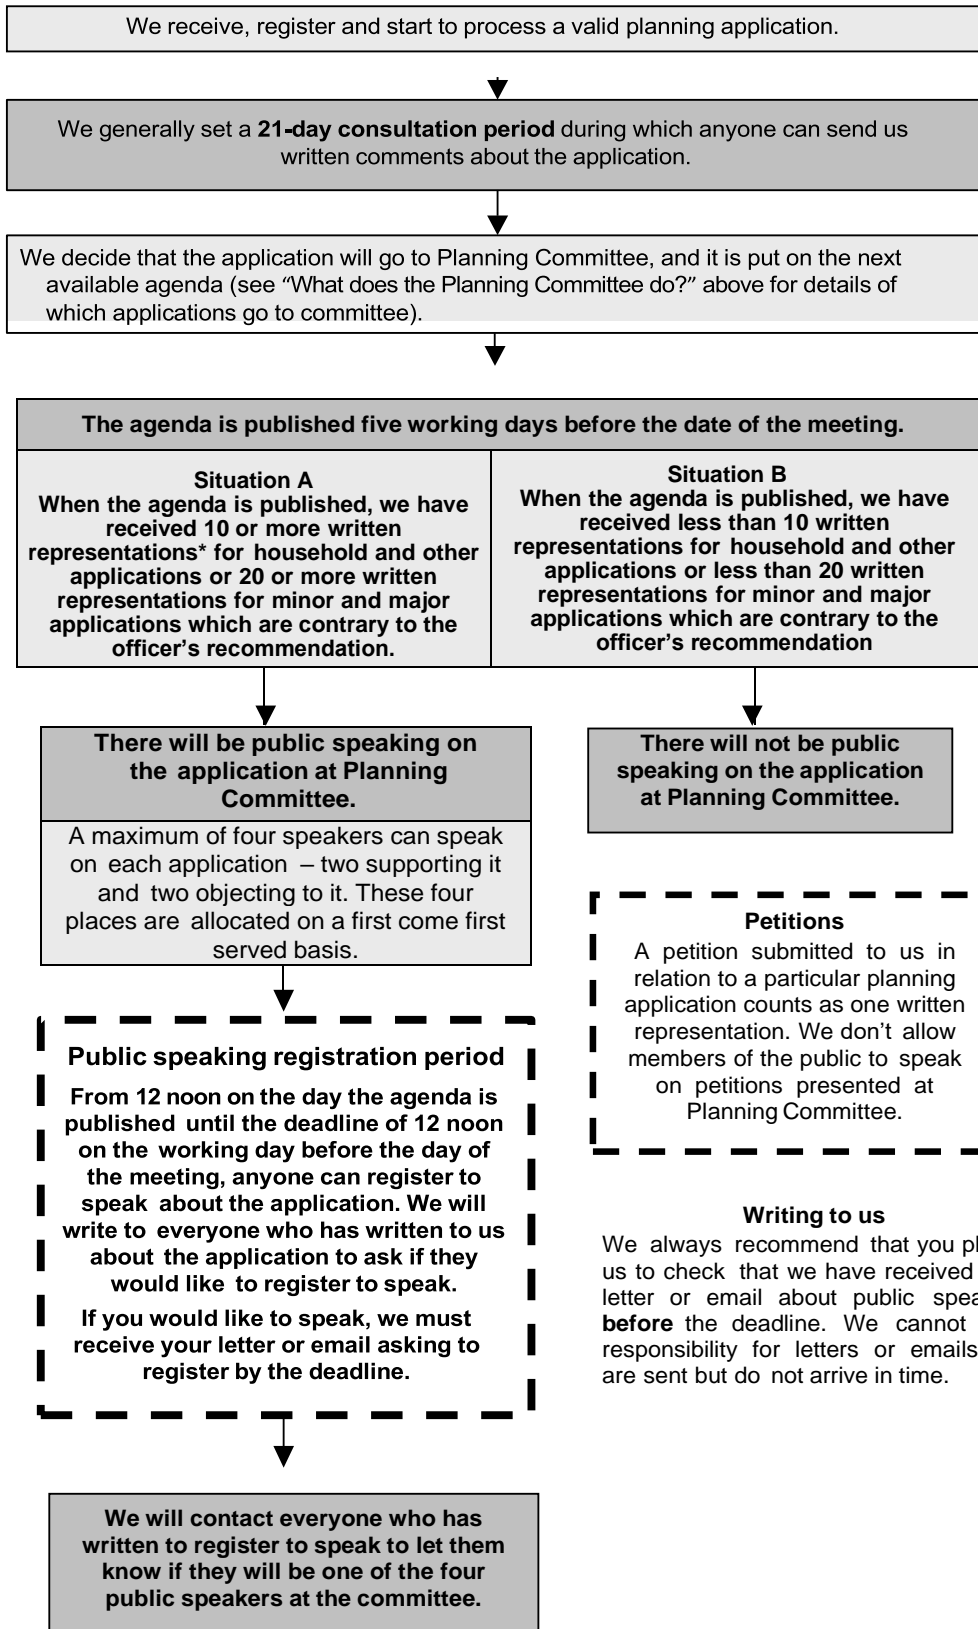 We receive, register and start to process a valid planning application.
We generally set a 21-day consultation period during which anyone can send us
written comments about the application.
We decide that the application will go to Planning Committee, and it is put on the next
available agenda (see “What does the Planning Committee do?” above for details of
which applications go to committee).
The agenda is published five working days before the date of the meeting.
Situation A
When the agenda is published, we have
received 10 or more written
representations* for household and other
applications or 20 or more written
representations for minor and major
applications which are contrary to the
officer’s recommendation.
Situation B
When the agenda is published, we have
received less than 10 written
representations for household and other
applications or less than 20 written
representations for minor and major
applications which are contrary to the
officer’s recommendation
There will be public speaking on
the application at Planning
Committee.
A maximum of four speakers can speak
on each application – two supporting it
and two objecting to it. These four
places are allocated on a first come first
served basis.
There will not be public
speaking on the application
at Planning Committee.
Petitions
A petition submitted to us in
relation to a particular planning
application counts as one written
representation. We don’t allow
members of the public to speak
on petitions presented at
Planning Committee.
Public speaking registration period
From 12 noon on the day the agenda is
published until the deadline of 12 noon
on the working day before the day of
the meeting, anyone can register to
speak about the application. We will
write to everyone who has written to us
about the application to ask if they
would like to register to speak.
If you would like to speak, we must
receive your letter or email asking to
register by the deadline.
Writing to us
We always recommend that you
us to check that we have received
letter or email about public
before the deadline. We cannot
responsibility for letters or emails
are sent but do not arrive in time.
We will contact everyone who has
written to register to speak to let them
know if they will be one of the four
public speakers at the committee.